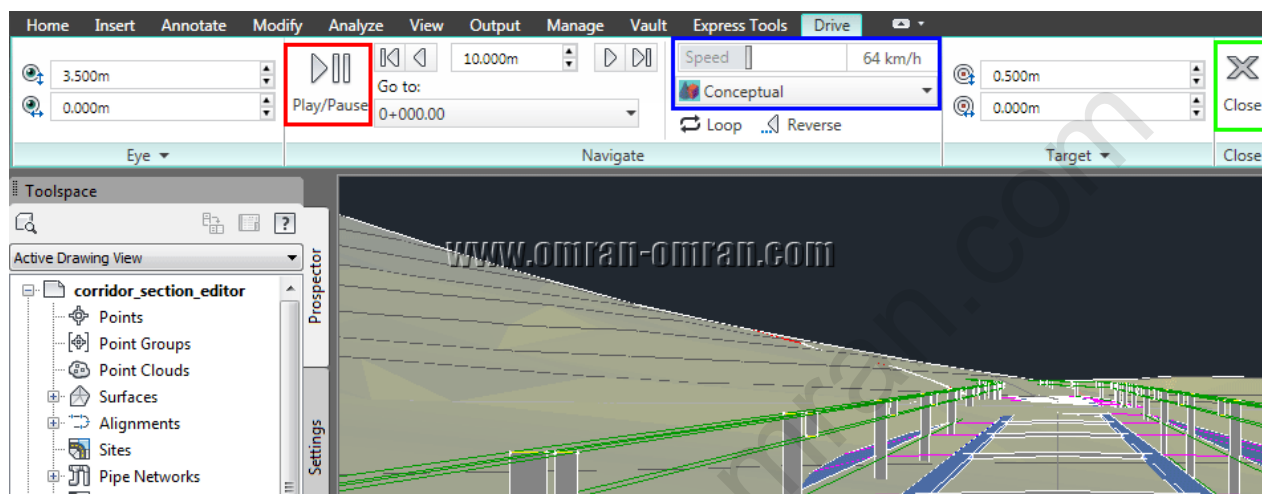 Home Insert Annotate Modify Analyze View Output Manage Vault Express Tools Drive
3.500m
0.000m
Eye
Play/Pause
10.000m
Go to:
0+000.00
Speed 64 km/h
Conceptual
Loop Reverse
Navigate
0.500m
0.000m
Target
Close
Close
Toolspace
?
Active Drawing View
corridor_section_editor
Points
Point Groups
Point Clouds
Surfaces
Alignments
Sites
Pipe Networks
Prospector
Settings
www.omran-omran.com
mran.com